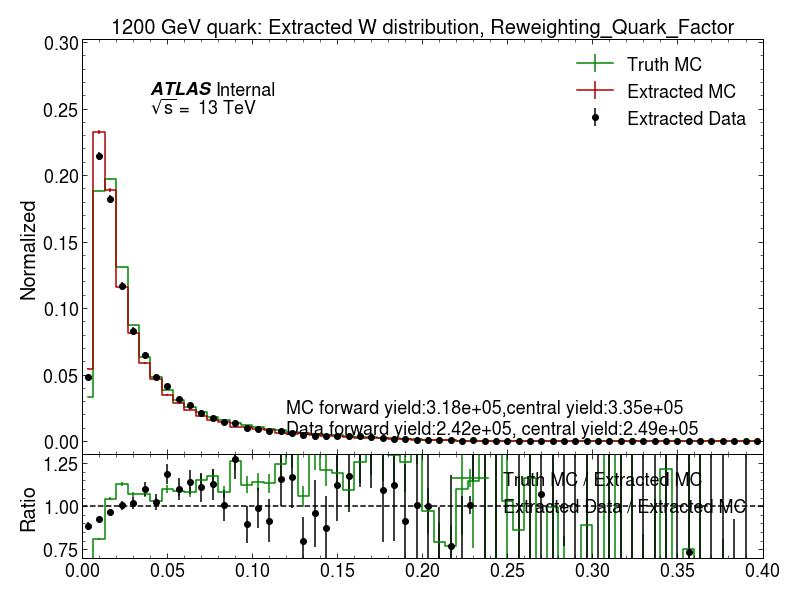 1200 GeV quark: Extracted W distribution, Reweighting_Quark_Factor
0.30
0.25
0.20
0.15
0.10
0.05
0.00
Normalized
ATLAS Internal
√s = 13 TeV
Truth MC
Extracted MC
Extracted Data
MC forward yield:3.18e+05,central yield:3.35e+05
Data forward yield:2.42e+05, central yield:2.49e+05
1.25
1.00
0.75
Ratio
Truth MC / Extracted MC
Extracted Data / Extracted MC
0.00 0.05 0.10 0.15 0.20 0.25 0.30 0.35 0.40